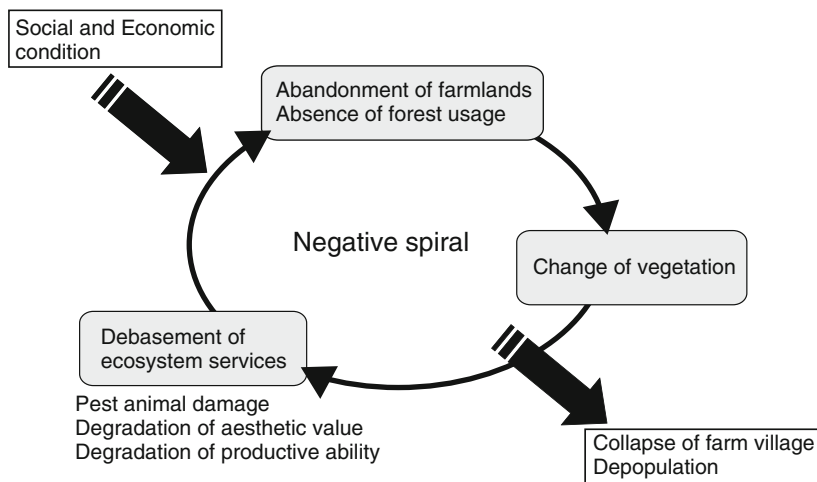 Social and Economic
condition
Abandonment of farmlands
Absence of forest usage
Negative spiral
Change of vegetation
Debasement of
ecosystem services
Pest animal damage
Degradation of aesthetic value
Degradation of productive ability
Collapse of farm village
Depopulation